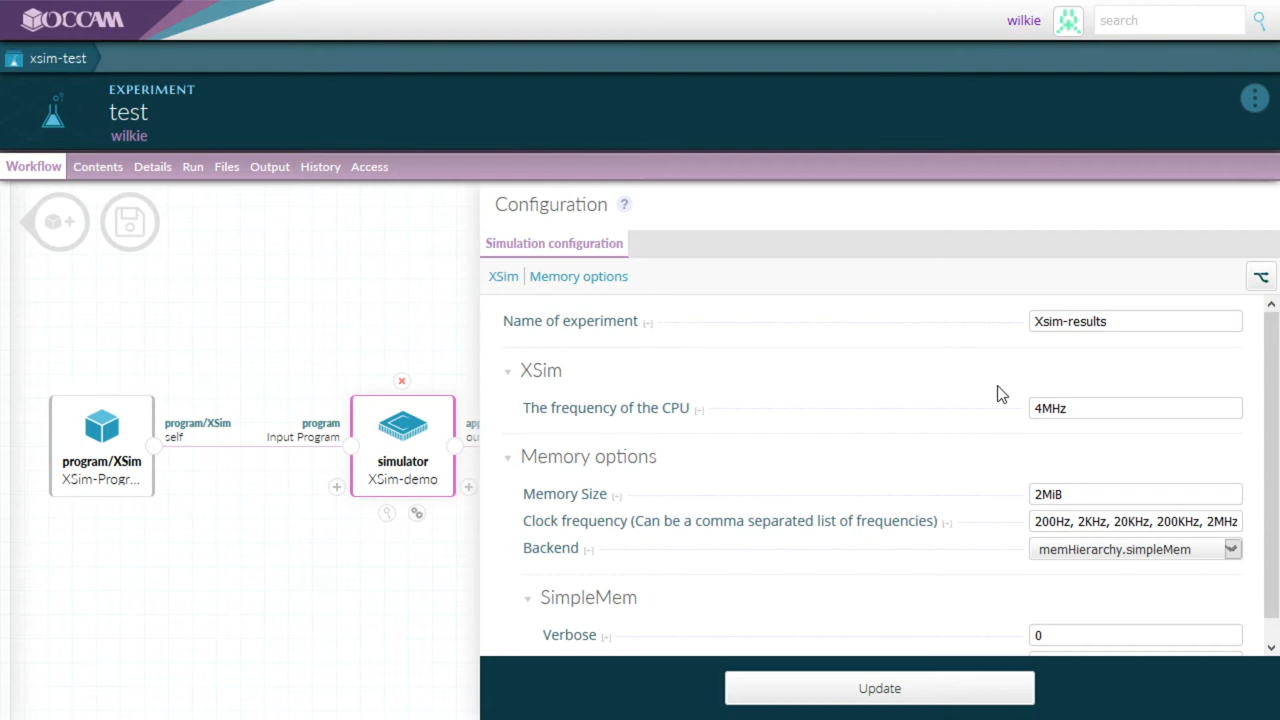 OCCAM
wilkie
search
xsim-test
EXPERIMENT
test
wilkie
Workflow Contents Details Run Files Output History Access
Configuration ?
Simulation configuration
XSim | Memory options
Name of experiment [-] Xsim-results
XSim
The frequency of the CPU [-] 4MHz
Memory options
Memory Size [-] 2MiB
Clock frequency (Can be a comma separated list of frequencies) [-] 200Hz, 2KHz, 20KHz, 200KHz, 2MHz
Backend [-] memHierarchy.simpleMem
SimpleMem
Verbose [-] 0
Update
program/XSim
self
program
Input Program
app
ou
program/XSim
XSim-Progr...
simulator
XSim-demo